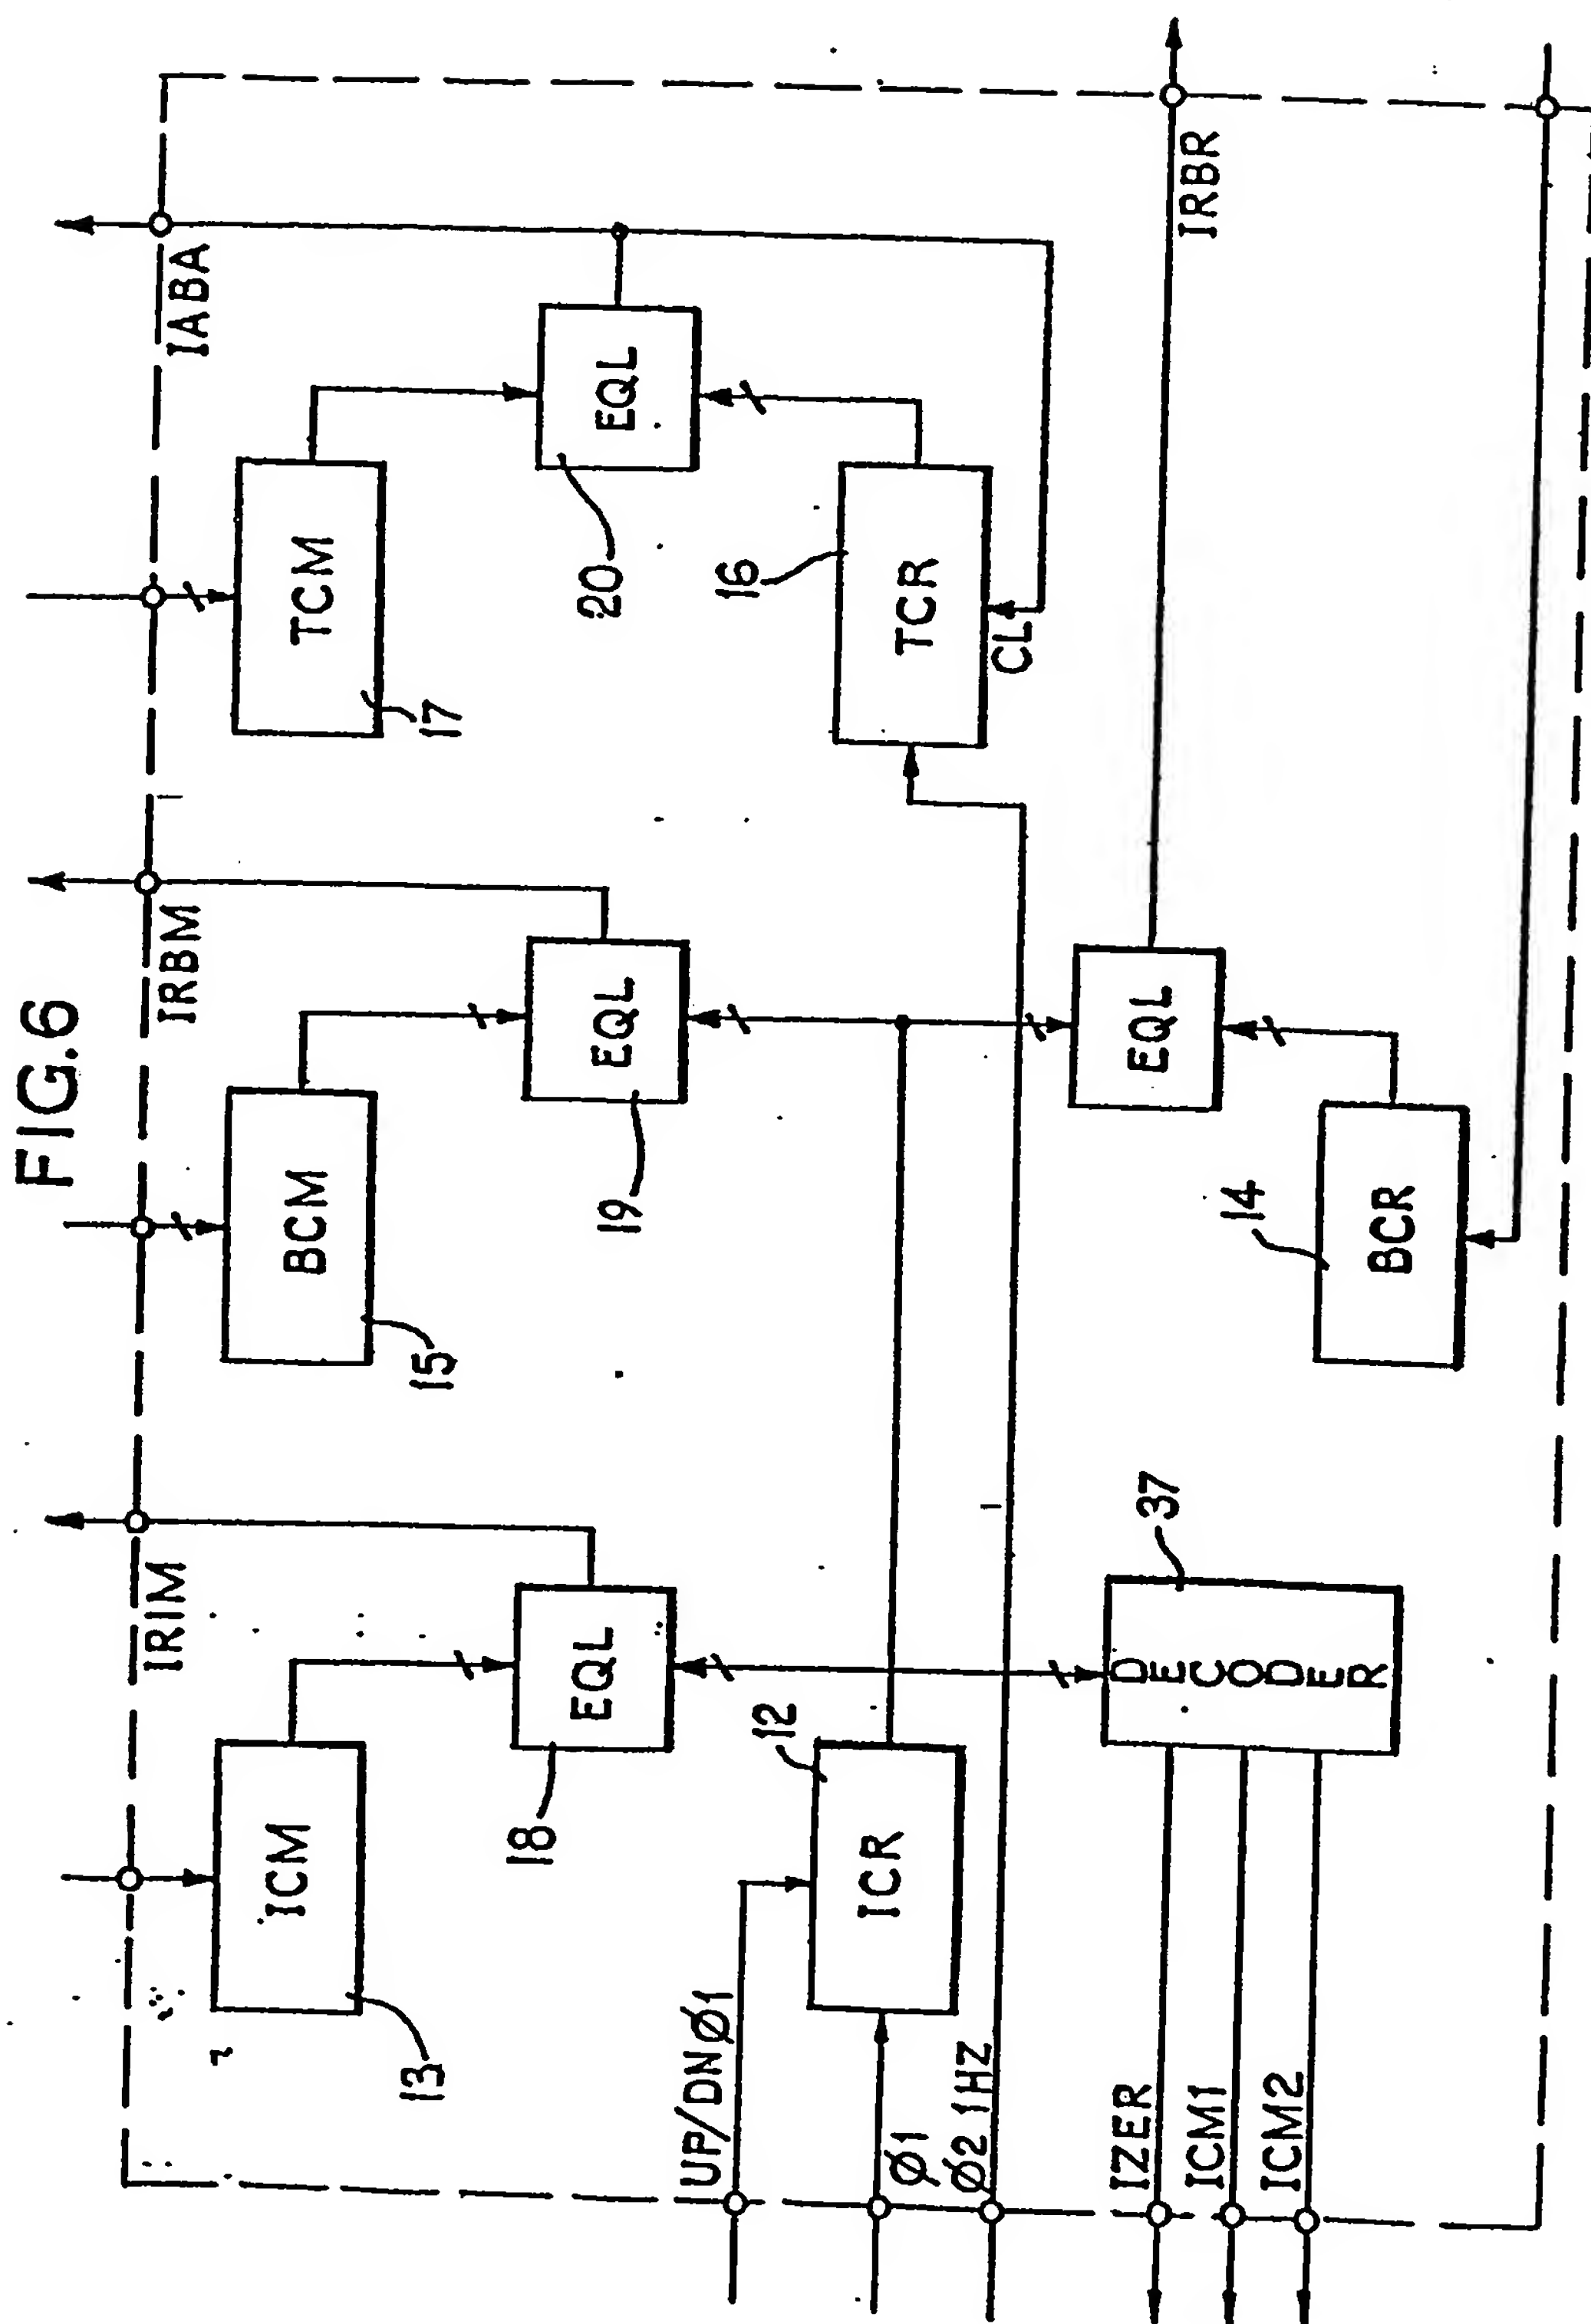 FIG.6
IRIM
IRBM
IABA
ICM
13
BCM
15
TCM
17
EQL
18
EQL
19
EQL
20
UP/DNØ1
ICR
12
TCR
16
CL
Ø1
Ø2 1HZ
IZER
ICM1
ICM2
DECODER
37
EQL
IRBR
BCR
14